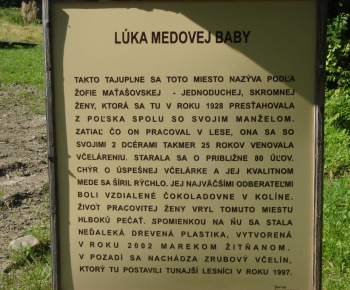 LÚKA MEDOVEJ BABY
TAKTO TAJUPLNE SA TOTO MIESTO NAZÝVA PODĽA
ŽOFIE MAŤAŠOVSKEJ - JEDNODUCHEJ, SKROMNEJ
ŽENY, KTORÁ SA TU V ROKU 1928 PRESŤAHOVALA
Z POĽSKA SPOLU SO SVOJIM MANŽELOM.
ZATIAĽ ČO ON PRACOVAL V LESE, ONA SA SO
SVOJIMI 2 DCÉRAMI TAKMER 25 ROKOV VENOVALA
VČELÁRENIU. STARALA SA O PRIBLIŽNE 80 ÚĽOV.
CHÝR O ÚSPEŠNEJ VČELÁRKE A JEJ KVALITNOM
MEDE SA ŠÍRIL RÝCHLO. JEJ NAJVÄČŠÍMI ODBERATEĽMI
BOLI VZDIALENÉ ČOKOLÁDOVNE V KOLÍNE.
ŽIVOT PRACOVITEJ ŽENY VRYL TOMUTO MIESTU
HLBOKÚ PEČAŤ. SPOMIENKOU NA ŇU SA STALA
NEĎALEKÁ DREVENÁ PLASTIKA, VYTVORENÁ
V ROKU 2002 MAREKOM ŽITŇANOM.
V POZADÍ SA NACHÁDZA ZRUBOVÝ VČELÍN,
KTORÝ TU POSTAVILI TUNAJŠÍ LESNÍCI V ROKU 1997.